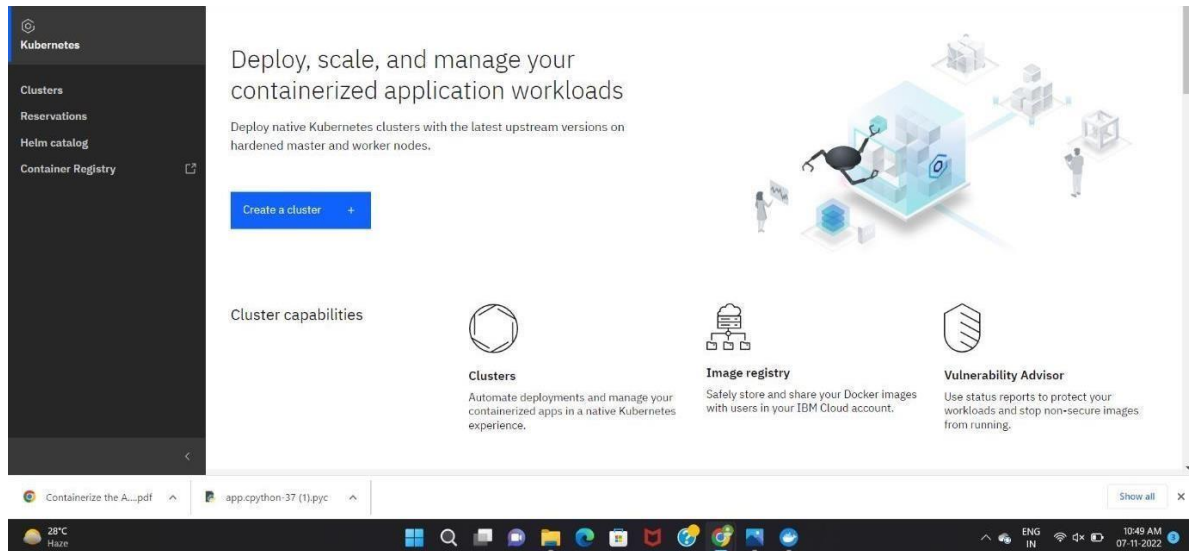 Kubernetes
Clusters
Reservations
Helm catalog
Container Registry
Deploy, scale, and manage your
containerized application workloads
Deploy native Kubernetes clusters with the latest upstream versions on
hardened master and worker nodes.
Create a cluster +
Cluster capabilities
Clusters
Automate deployments and manage your
containerized apps in a native Kubernetes
experience.
Image registry
Safely store and share your Docker images
with users in your IBM Cloud account.
Vulnerability Advisor
Use status reports to protect your
workloads and stop non-secure images
from running.
Containerize the A....pdf
app.cpython-37 (1).pyc
Show all
28°C
Haze
ENG
IN
10:49 AM
07-11-2022
3